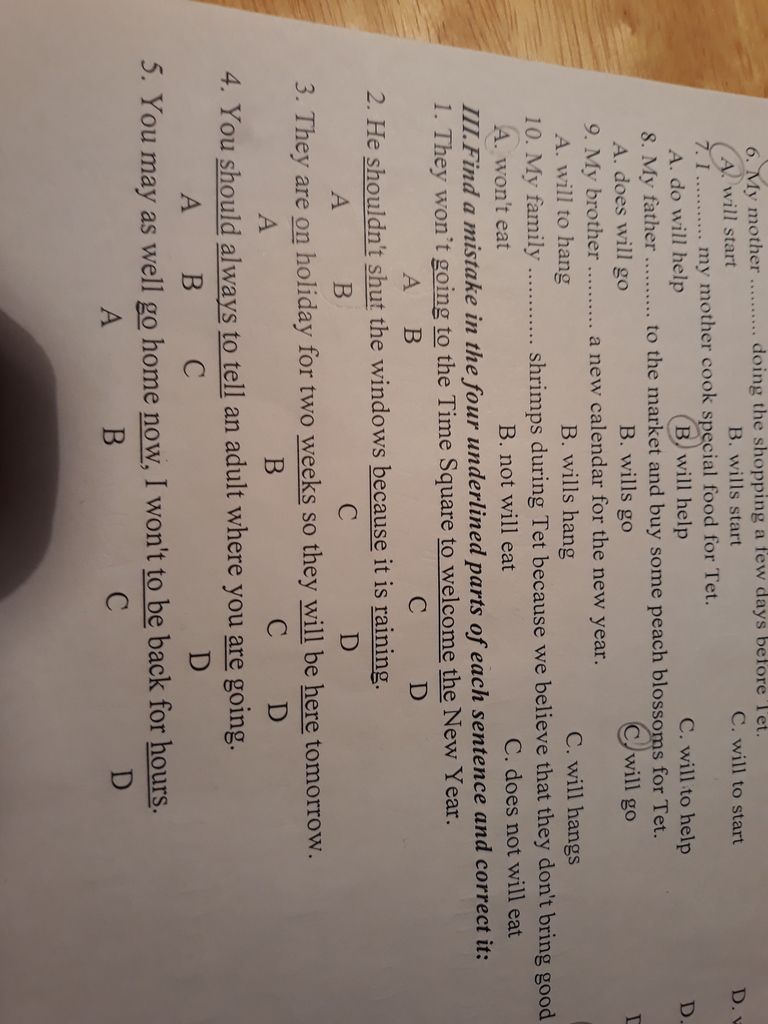 6. My mother .......... doing the shopping a few days before Tet.
A. will start B. wills start C. will to start D.
7. I ............ my mother cook special food for Tet.
A. do will help B. will help C. will to help D.
8. My father .......... to the market and buy some peach blossoms for Tet.
A. does will go B. wills go C. will go
9. My brother .......... a new calendar for the new year.
A. will to hang B. wills hang C. will hangs
10. My family ............ shrimps during Tet because we believe that they don't bring good
A. won't eat B. not will eat C. does not will eat
III.Find a mistake in the four underlined parts of each sentence and correct it:
1. They won't going to the Time Square to welcome the New Year.
A B C D
2. He shouldn't shut the windows because it is raining.
A B C D
3. They are on holiday for two weeks so they will be here tomorrow.
A B C D
4. You should always to tell an adult where you are going.
A B C D
5. You may as well go home now, I won't to be back for hours.
A B C D